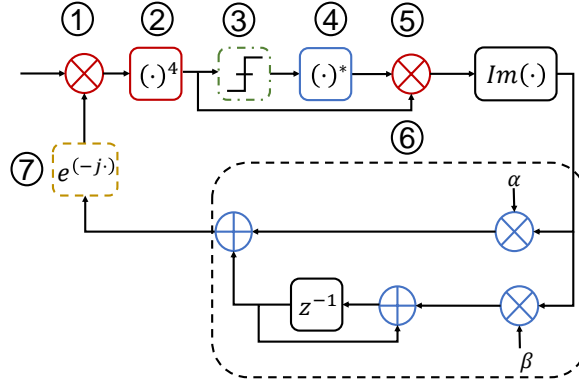 ① ② ③ ④ ⑤
(·)⁴ (·)* Im(·)
⑥
⑦ e^(−j·)
α
z⁻¹
β